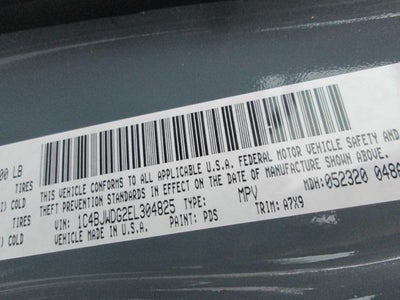 00 LB
TIRES
) COLD
TIRES
) COLD
THIS VEHICLE CONFORMS TO ALL APPLICABLE U.S.A. FEDERAL MOTOR VEHICLE SAFETY AND
THEFT PREVENTION STANDARDS IN EFFECT ON THE DATE OF MANUFACTURE SHOWN ABOVE.
VIN: 1C4BJWDG2EL304825 TYPE: MPV MDH: 052320 048A
VEHICLE MADE IN U.S.A. PAINT: PDS TRIM: A7X9